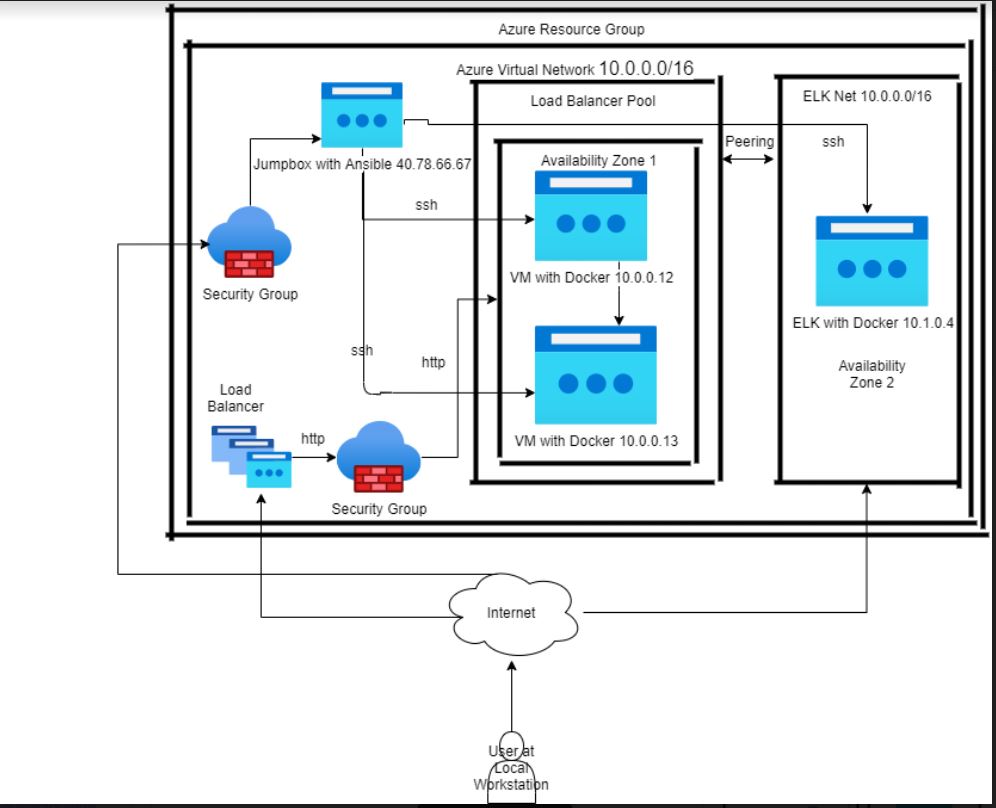 Azure Resource Group
Azure Virtual Network 10.0.0.0/16
Load Balancer Pool
ELK Net 10.0.0.0/16
Peering
ssh
Jumpbox with Ansible 40.78.66.67
Availability Zone 1
ssh
VM with Docker 10.0.0.12
Security Group
ELK with Docker 10.1.0.4
ssh
http
Availability
Zone 2
Load
Balancer
http
VM with Docker 10.0.0.13
Security Group
Internet
User at
Local
Workstation